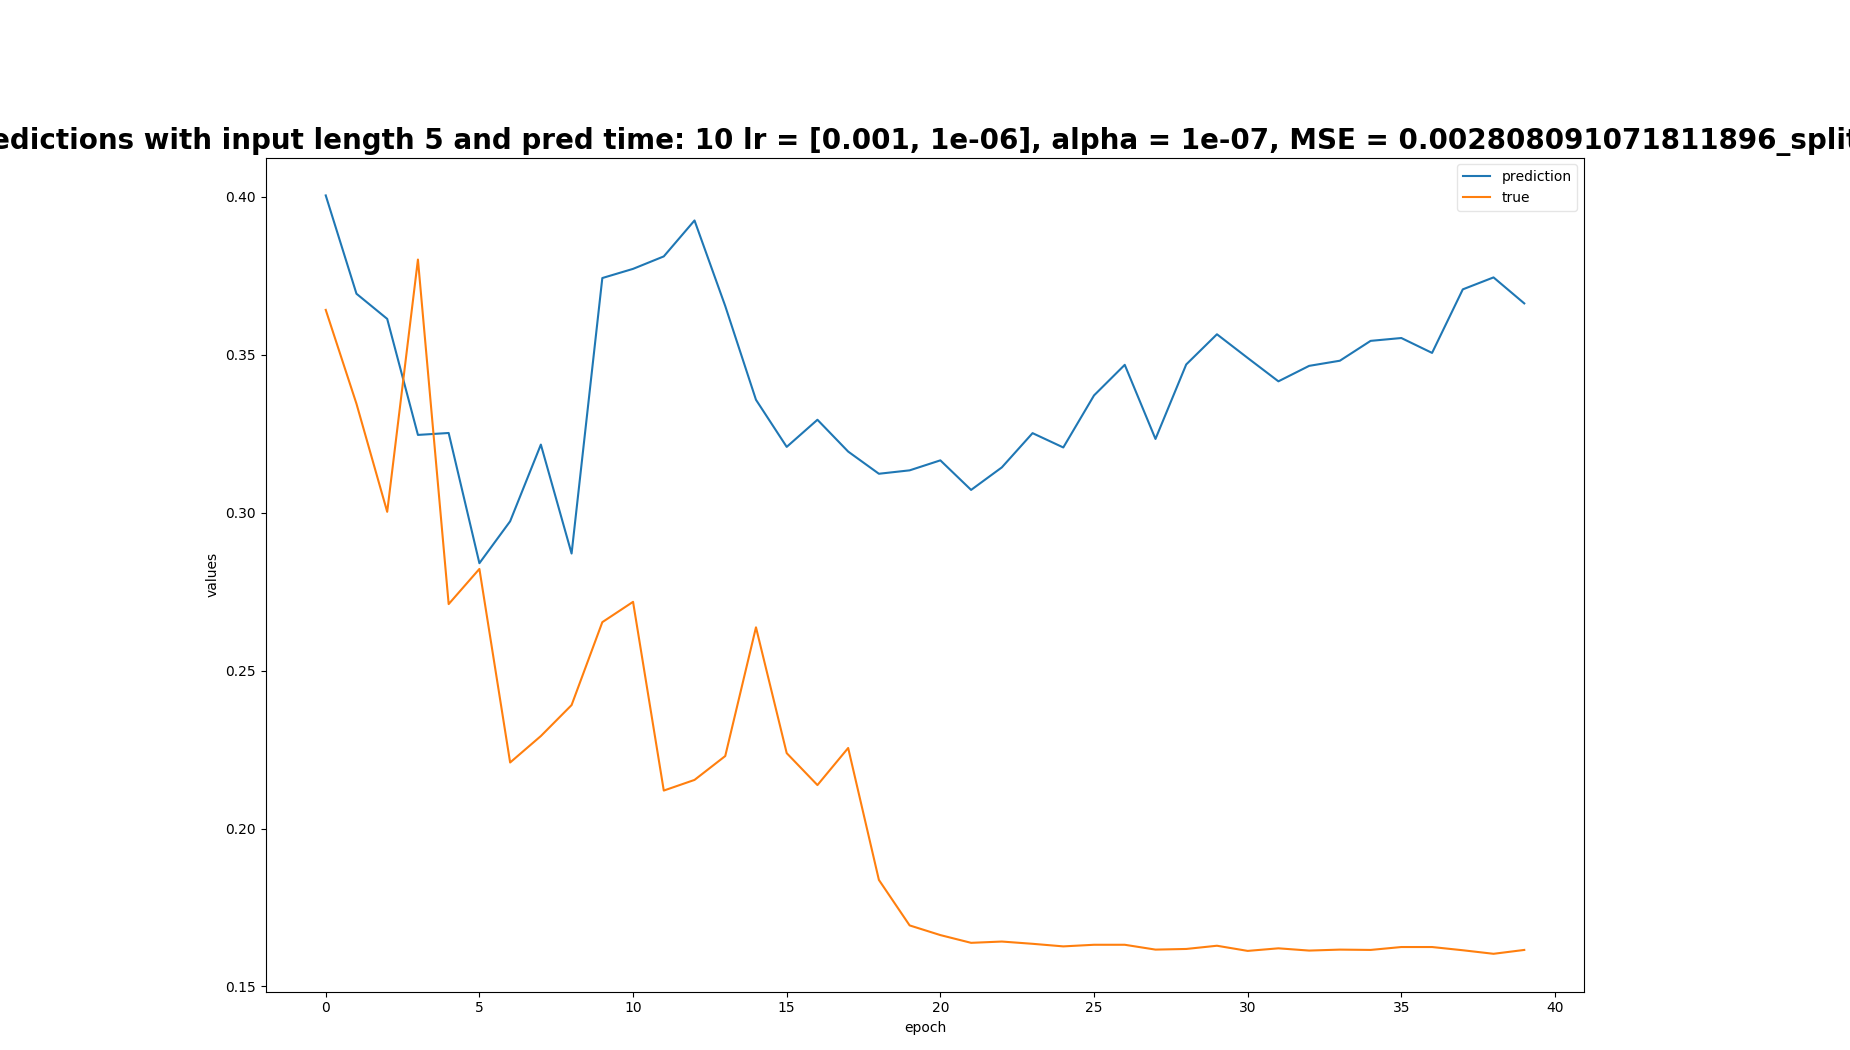 edictions with input length 5 and pred time: 10 lr = [0.001, 1e-06], alpha = 1e-07, MSE = 0.002808091071811896_split
prediction
true
0.40
0.35
0.30
0.25
0.20
0.15
values
0 5 10 15 20 25 30 35 40
epoch